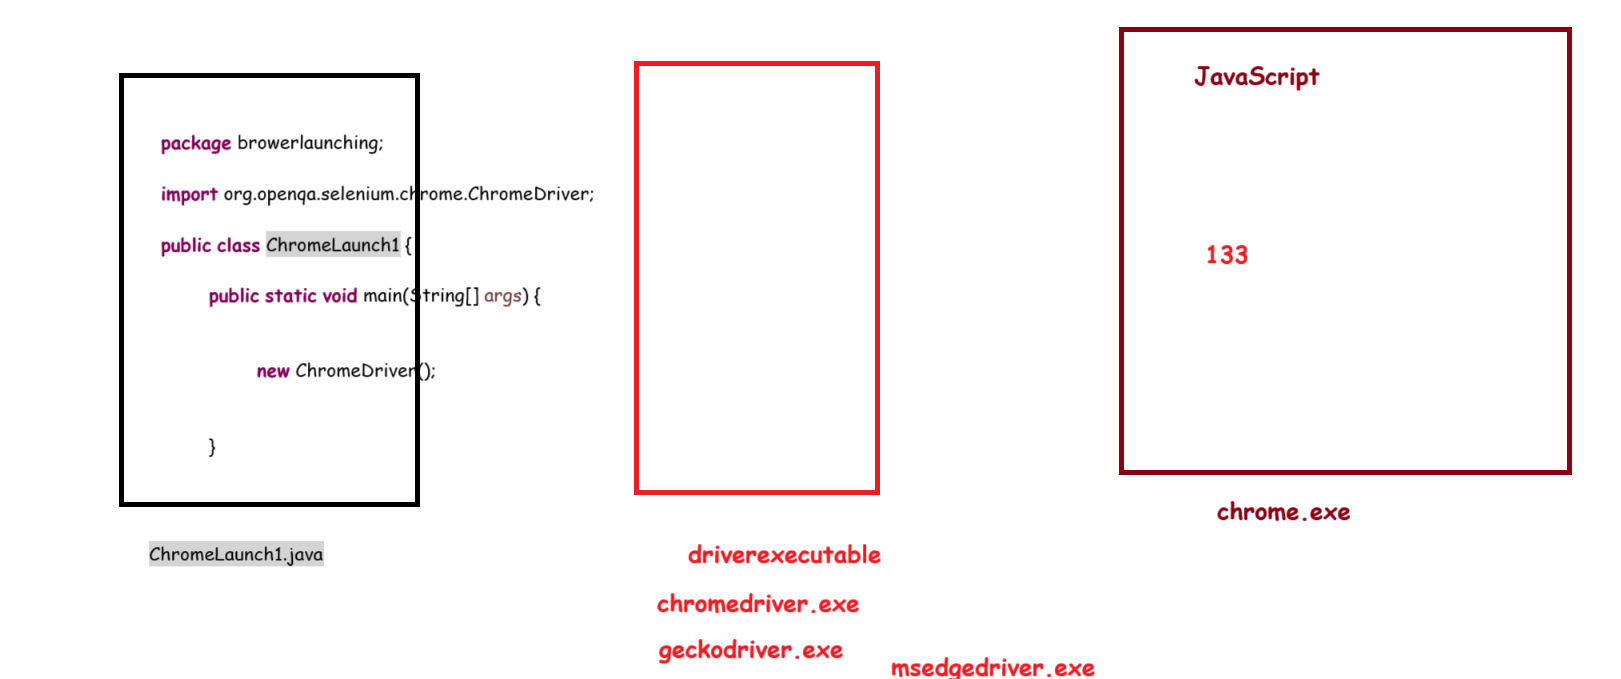 package browerlaunching;
import org.openqa.selenium.chrome.ChromeDriver;
public class ChromeLaunch1 {
public static void main(String[] args) {
new ChromeDriver();
}
ChromeLaunch1.java
driverexecutable
chromedriver.exe
geckodriver.exe
msedgedriver.exe
JavaScript
133
chrome.exe